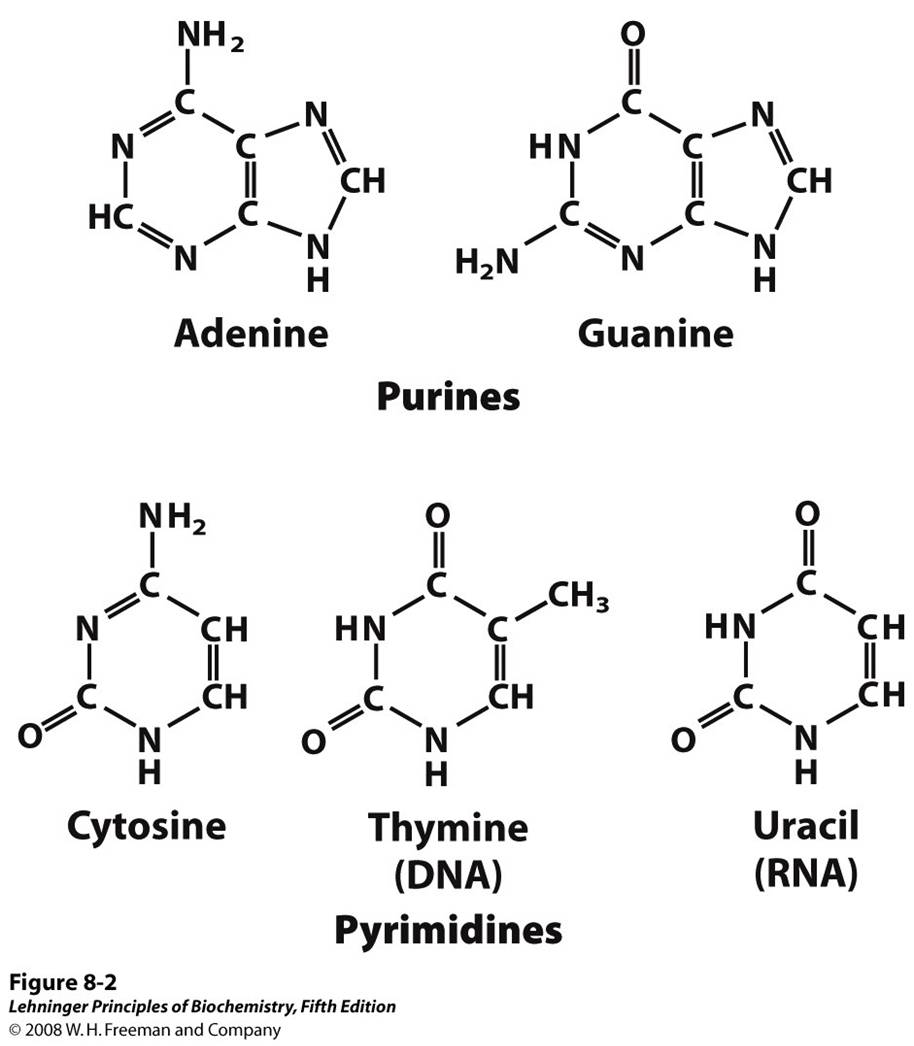 NH2 O
C N C N
N C HN C
CH CH
HC C C C
N N H2N N N
H H
Adenine Guanine
Purines
NH2 O O
C C CH3 C
N CH HN C HN CH
C CH C CH C CH
O N O N O N
H H H
Cytosine Thymine Uracil
(DNA) (RNA)
Pyrimidines
Figure 8-2
Lehninger Principles of Biochemistry, Fifth Edition
© 2008 W. H. Freeman and Company